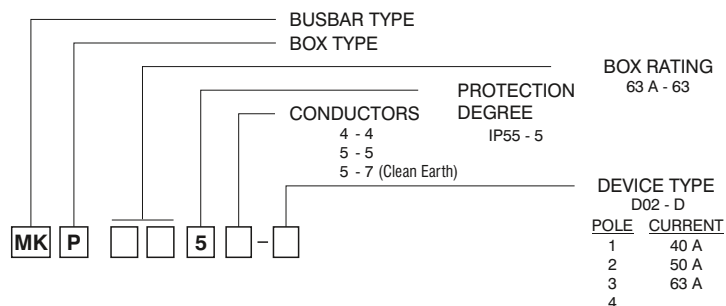 BUSBAR TYPE
BOX TYPE
BOX RATING
63 A - 63
PROTECTION
DEGREE
IP55 - 5
CONDUCTORS
4 - 4
5 - 5
5 - 7 (Clean Earth)
DEVICE TYPE
D02 - D
POLE CURRENT
1 40 A
2 50 A
3 63 A
4
MK P 5 -